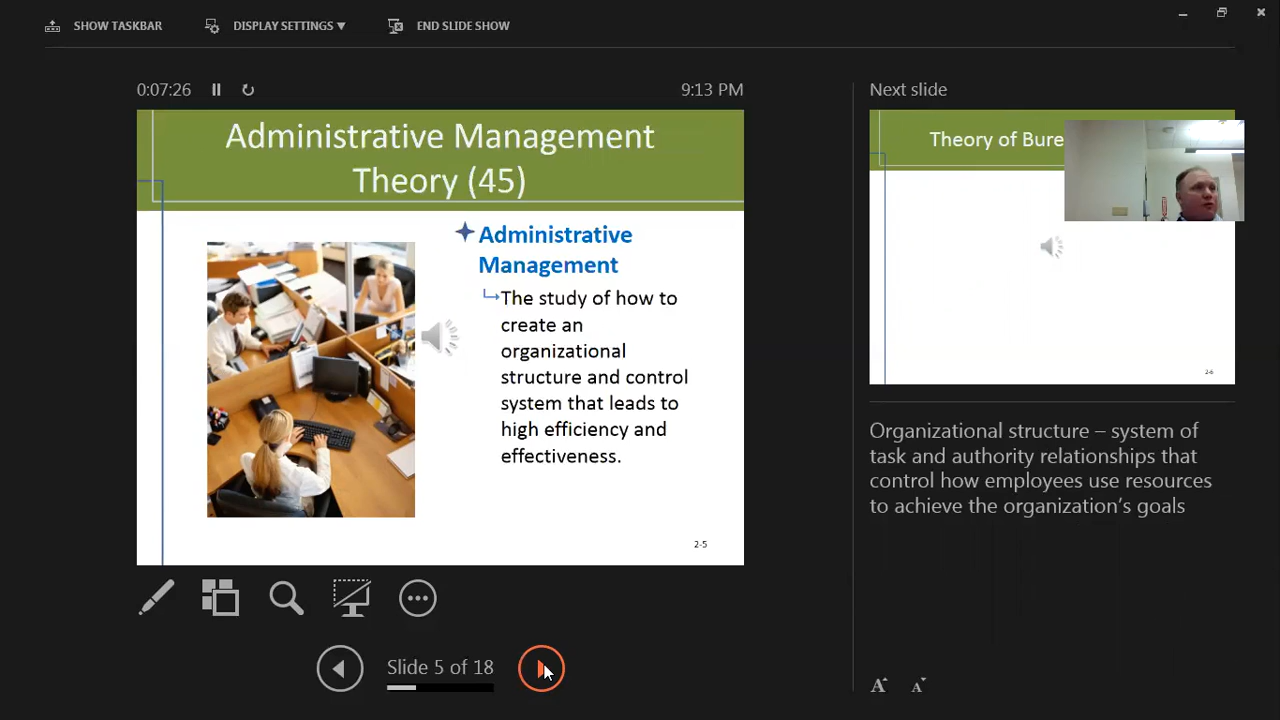 SHOW TASKBAR
DISPLAY SETTINGS ▼
END SLIDE SHOW
0:07:26
9:13 PM
Administrative Management
Theory (45)
Administrative
Management
The study of how to
create an
organizational
structure and control
system that leads to
high efficiency and
effectiveness.
2-5
Slide 5 of 18
Next slide
Theory of Bure
2-6
Organizational structure – system of
task and authority relationships that
control how employees use resources
to achieve the organization's goals
A
A